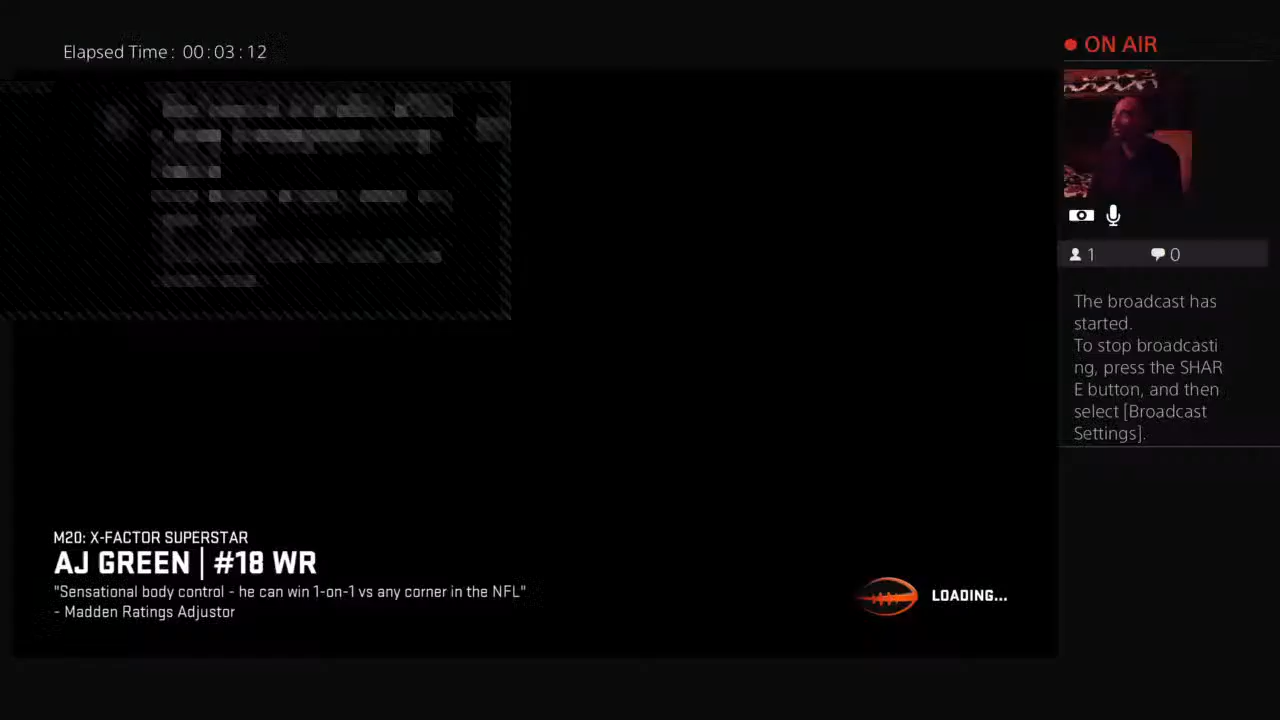 Elapsed Time: 00:03:12
ON AIR
1
0
The broadcast has
started.
To stop broadcasti
ng, press the SHAR
E button, and then
select [Broadcast
Settings].
M20: X-FACTOR SUPERSTAR
AJ GREEN | #18 WR
"Sensational body control - he can win 1-on-1 vs any corner in the NFL"
- Madden Ratings Adjustor
LOADING...